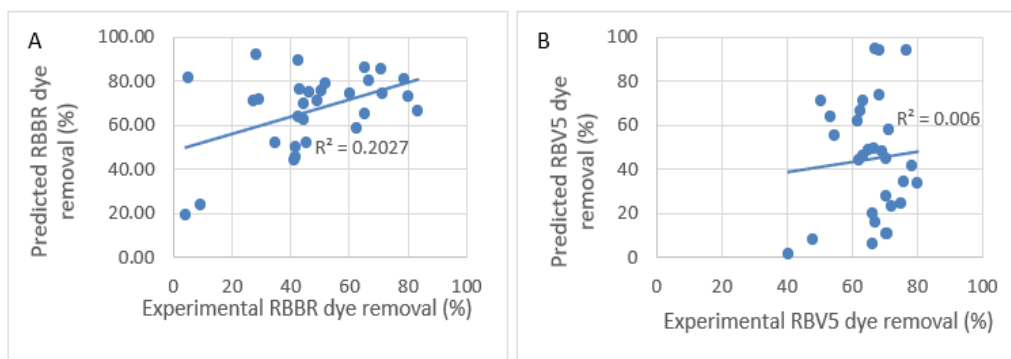 A
100.00
80.00
60.00
40.00
20.00
0.00
Predicted RBBR dye
removal (%)
R² = 0.2027
0 20 40 60 80 100
Experimental RBBR dye removal (%)
B
100
80
60
40
20
0
Predicted RBV5 dye
removal (%)
R² = 0.006
0 20 40 60 80 100
Experimental RBV5 dye removal (%)